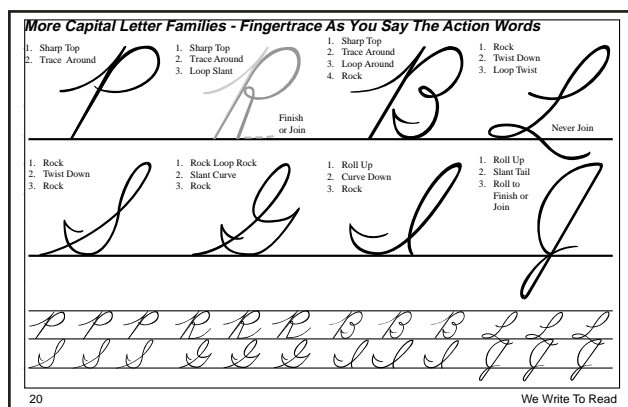 More Capital Letter Families - Fingertrace As You Say The Action Words
1. Sharp Top
2. Trace Around
P
1. Sharp Top
2. Trace Around
3. Loop Slant
R
Finish
or Join
1. Sharp Top
2. Trace Around
3. Loop Around
4. Rock
B
1. Rock
2. Twist Down
3. Loop Twist
L
Never Join
1. Rock
2. Twist Down
3. Rock
S
1. Rock Loop Rock
2. Slant Curve
3. Rock
G
1. Roll Up
2. Curve Down
3. Rock
I
1. Roll Up
2. Slant Tail
3. Roll to
Finish or
Join
J
P P P R R R B B B L L L
S S S G G G I I I J J J
20 We Write To Read